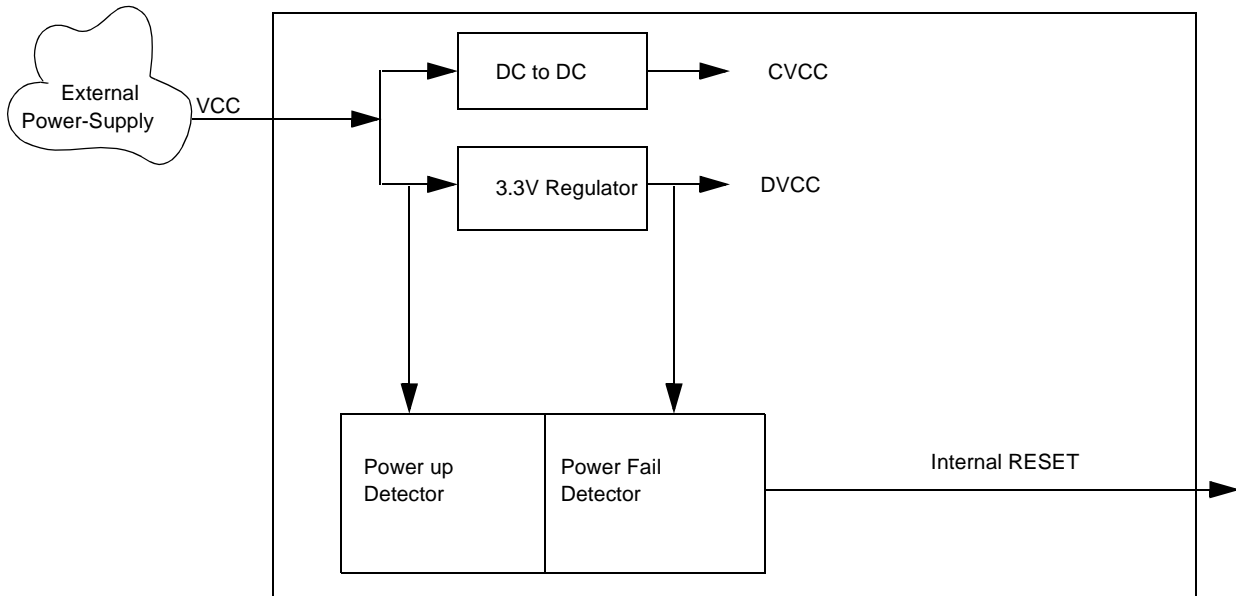 External
Power-Supply
VCC
DC to DC
CVCC
3.3V Regulator
DVCC
Power up
Detector
Power Fail
Detector
Internal RESET